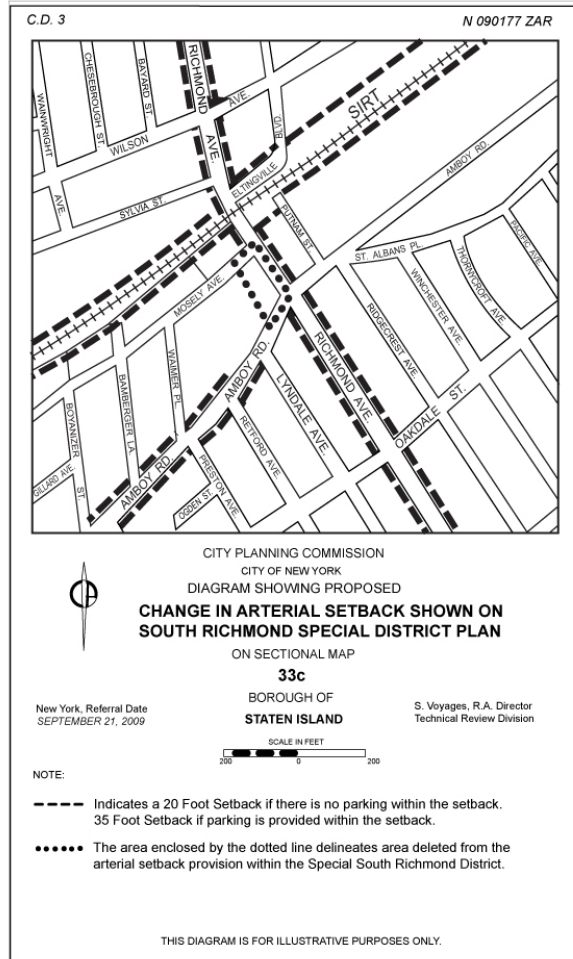 C.D. 3
N 090177 ZAR
WAINWRIGHT
AVE.
CHESEBROUGH ST.
BAYARD ST.
RICHMOND
AVE.
WILSON
AVE.
BLVD
ELTINGVILLE
SIRT
AMBOY RD.
SYLVIA ST.
PUTNAM ST
ST. ALBANS PL.
PACIFIC AVE.
THORNYCROFT AVE.
WINCHESTER AVE.
RIDGECREST AVE.
MOSELY AVE.
RICHMOND AVE.
OAKDALE ST.
AMBOY RD.
LYNDALE AVE.
WAIMER PL.
BAMBERGER LA.
BOYANIZER
ST.
GILLARD AVE.
AMBOY RD.
RETFORD AVE.
PRESTON AVE.
OGDEN ST.
CITY PLANNING COMMISSION
CITY OF NEW YORK
DIAGRAM SHOWING PROPOSED
CHANGE IN ARTERIAL SETBACK SHOWN ON
SOUTH RICHMOND SPECIAL DISTRICT PLAN
ON SECTIONAL MAP
33c
BOROUGH OF
STATEN ISLAND
New York, Referral Date
SEPTEMBER 21, 2009
S. Voyages, R.A. Director
Technical Review Division
SCALE IN FEET
200 0 200
NOTE:
Indicates a 20 Foot Setback if there is no parking within the setback.
35 Foot Setback if parking is provided within the setback.
The area enclosed by the dotted line delineates area deleted from the
arterial setback provision within the Special South Richmond District.
THIS DIAGRAM IS FOR ILLUSTRATIVE PURPOSES ONLY.